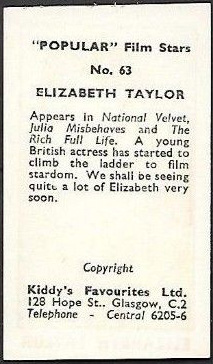 "POPULAR" Film Stars
No. 63
ELIZABETH TAYLOR
Appears in National Velvet,
Julia Misbehaves and The
Rich Full Life. A young
British actress has started to
climb the ladder to film
stardom. We shall be seeing
quite a lot of Elizabeth very
soon.
Copyright
Kiddy's Favourites Ltd.
128 Hope St., Glasgow, C.2
Telephone - Central 6205-6